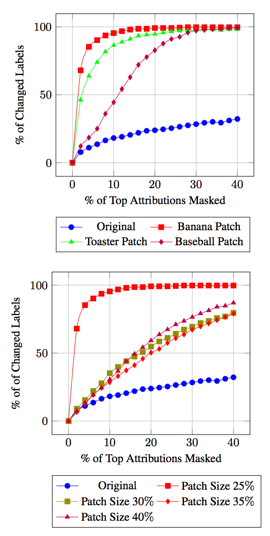 100
50
0
% of Changed Labels
0
10
20
30
40
% of Top Attributions Masked
Original
Banana Patch
Toaster Patch
Baseball Patch
100
50
0
% of Changed Labels
0
10
20
30
40
% of Top Attributions Masked
Original
Patch Size 25%
Patch Size 30%
Patch Size 35%
Patch Size 40%